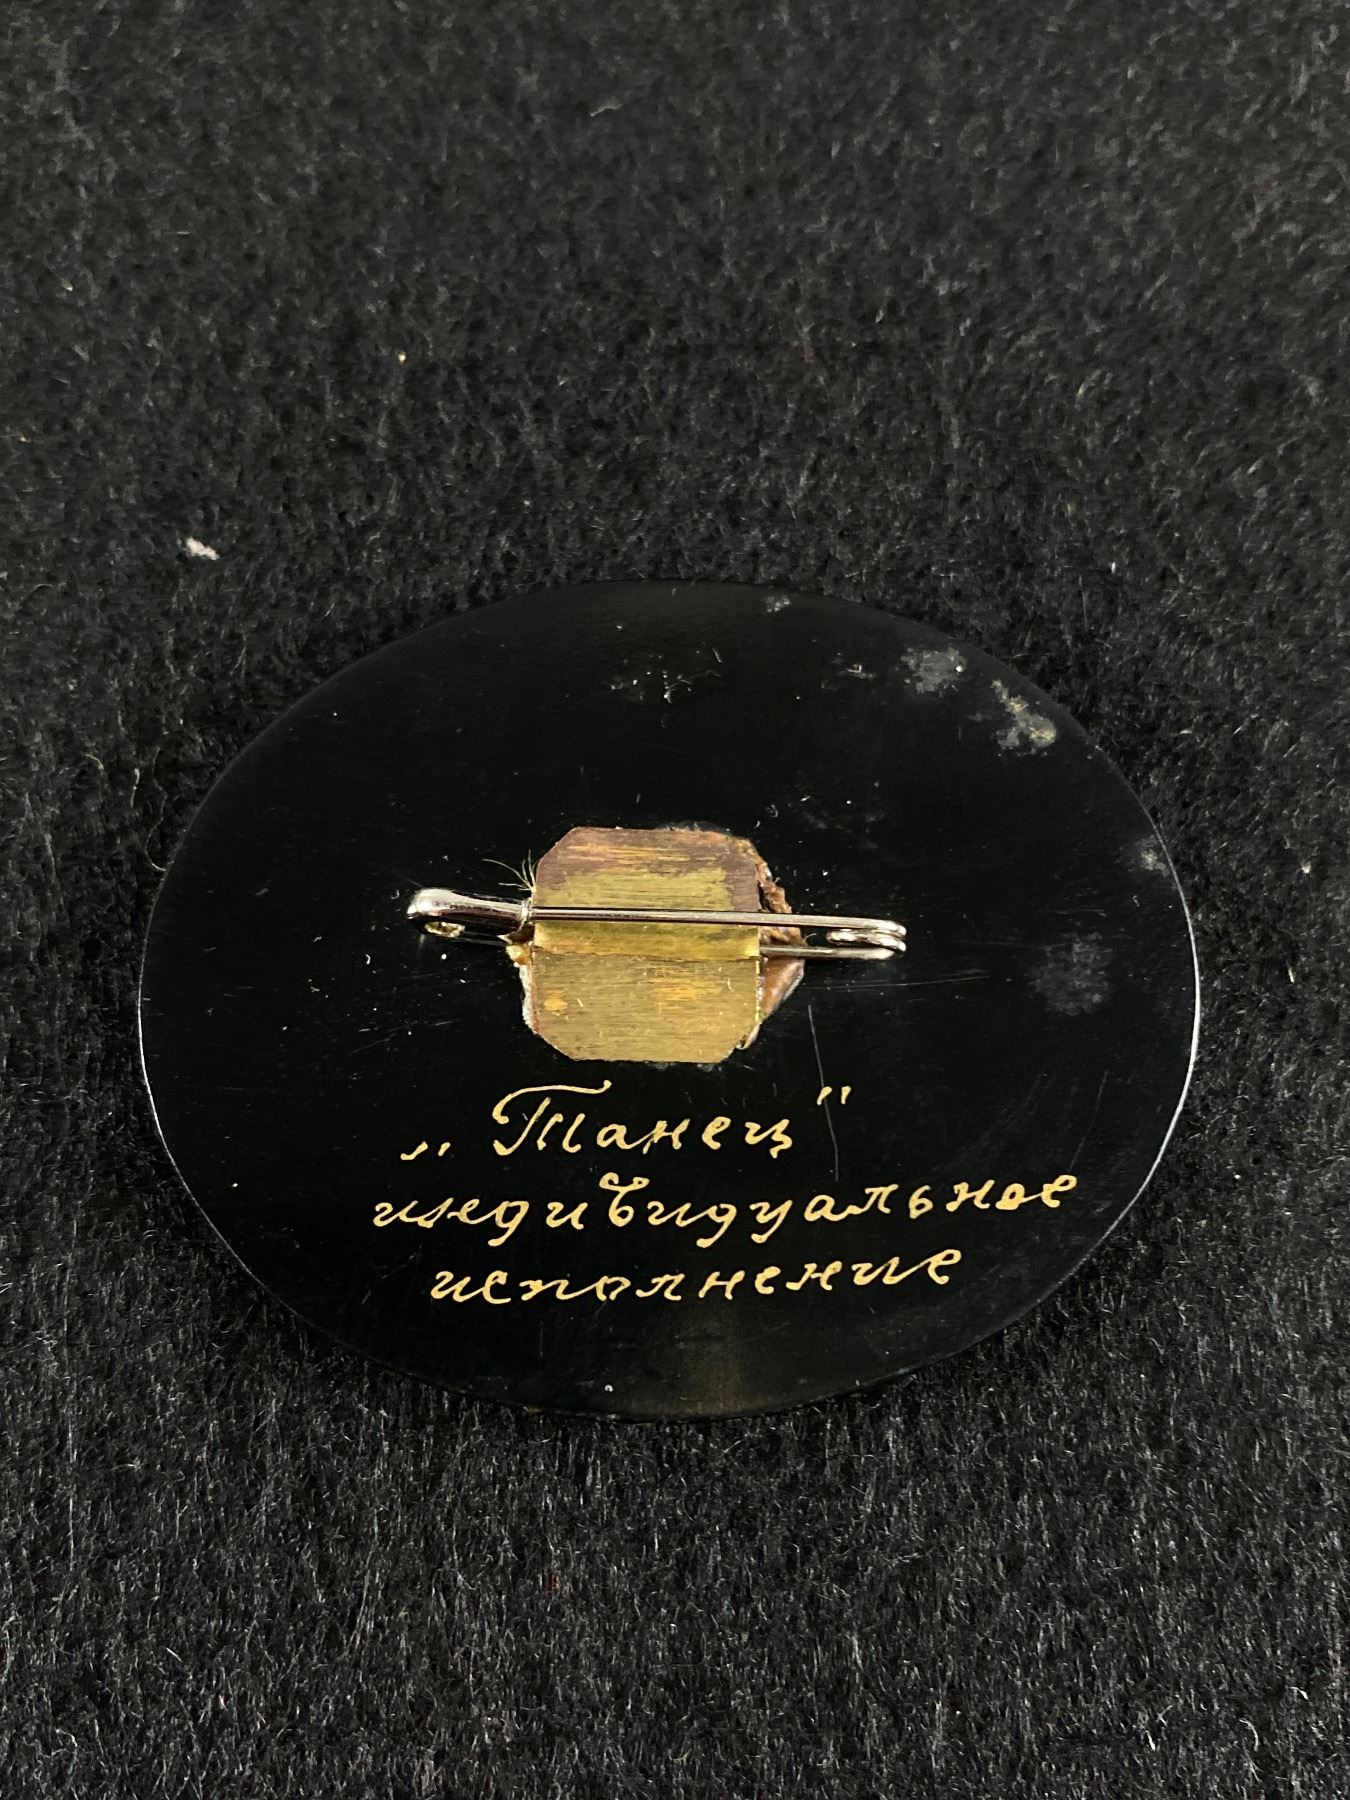 „Танец"
индивидуальное
исполнение